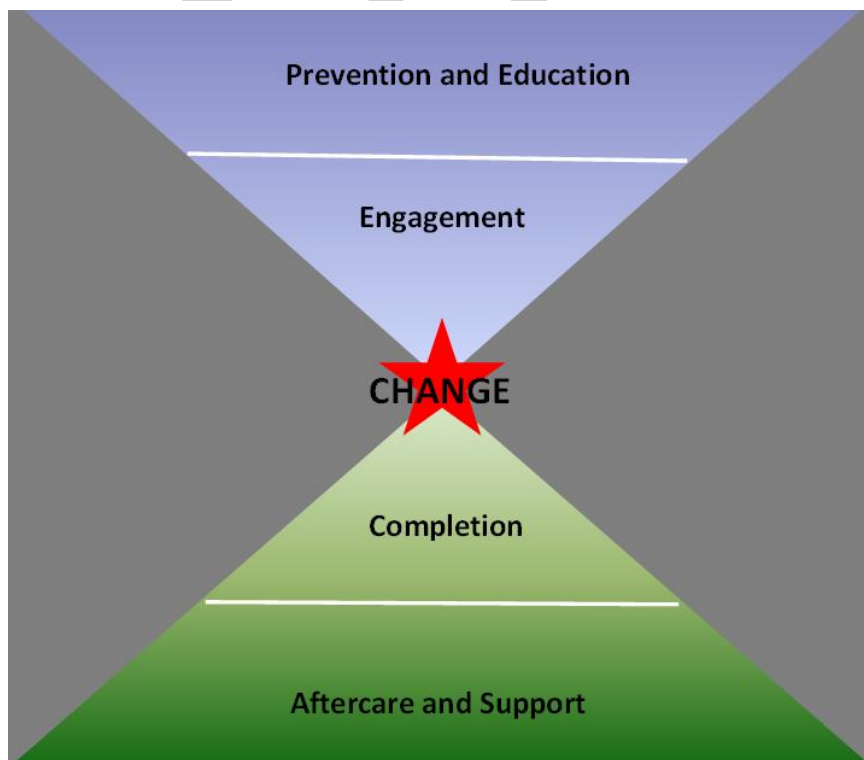 Prevention and Education
Engagement
CHANGE
Completion
Aftercare and Support